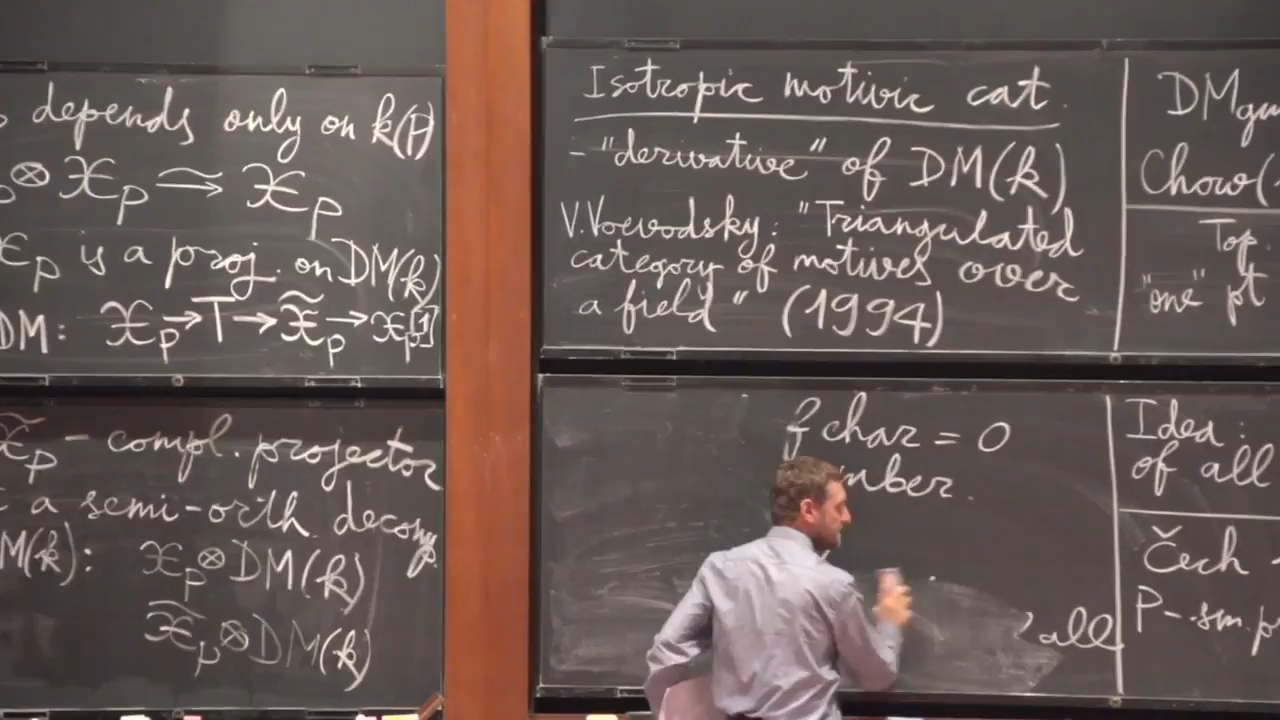 depends only on k(P)
⊗ 𝒳_P ⥲ 𝒳_P
𝒳_P is a proj. on DM(k)
DM: 𝒳_P → T → 𝒳̃_P → 𝒳_P[1]
𝒳̃_P - compl. projector
a semi-orth. decomp.
M(k): 𝒳_P ⊗ DM(k)
𝒳̃_P ⊗ DM(k)
Isotropic motivic cat.
- "derivative" of DM(k)
V. Voevodsky: "Triangulated
category of motives over
a field" (1994)
DMgm
Chow(
Top.
"one" pt
char = 0
mber.
all
Idea:
of all
Čech -
P - sm. p